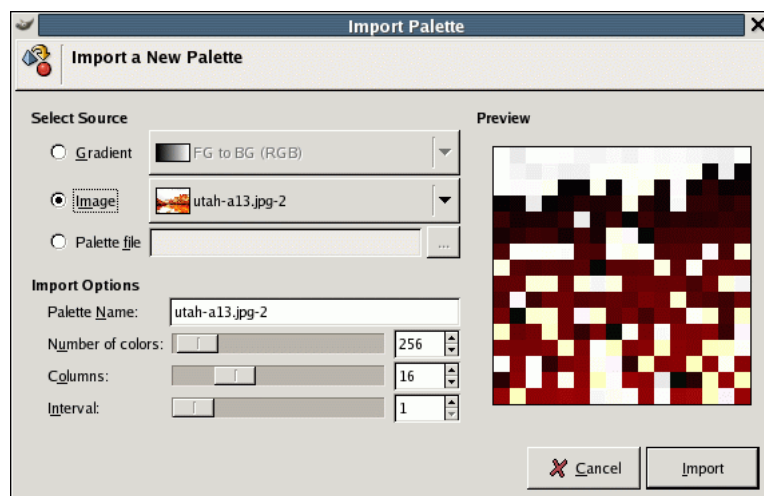 Import Palette
Import a New Palette
Select Source
Gradient
FG to BG (RGB)
Image
utah-a13.jpg-2
Palette file
...
Import Options
Palette Name:
utah-a13.jpg-2
Number of colors:
256
Columns:
16
Interval:
1
Preview
Cancel
Import